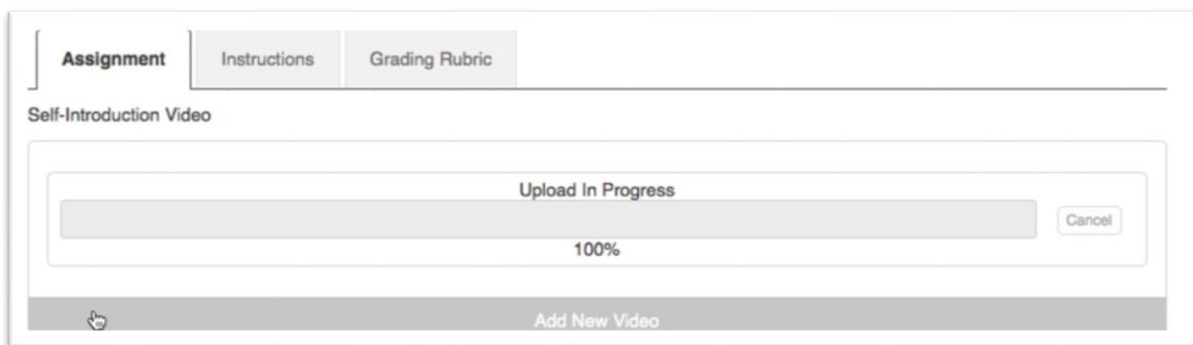 Assignment Instructions Grading Rubric
Self-Introduction Video
Upload In Progress
Cancel
100%
Add New Video